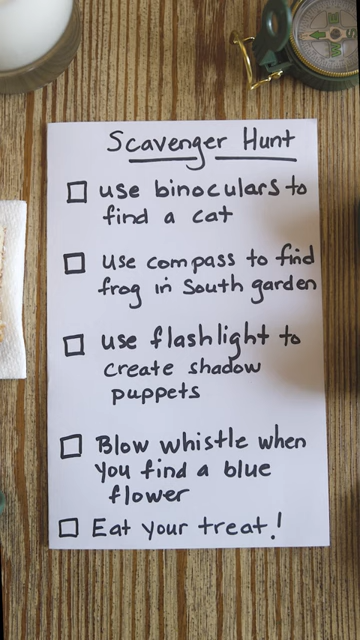 Scavenger Hunt
use binoculars to
find a cat
use compass to find
frog in South garden
use flashlight to
create shadow
puppets
Blow whistle when
you find a blue
flower
Eat your treat!